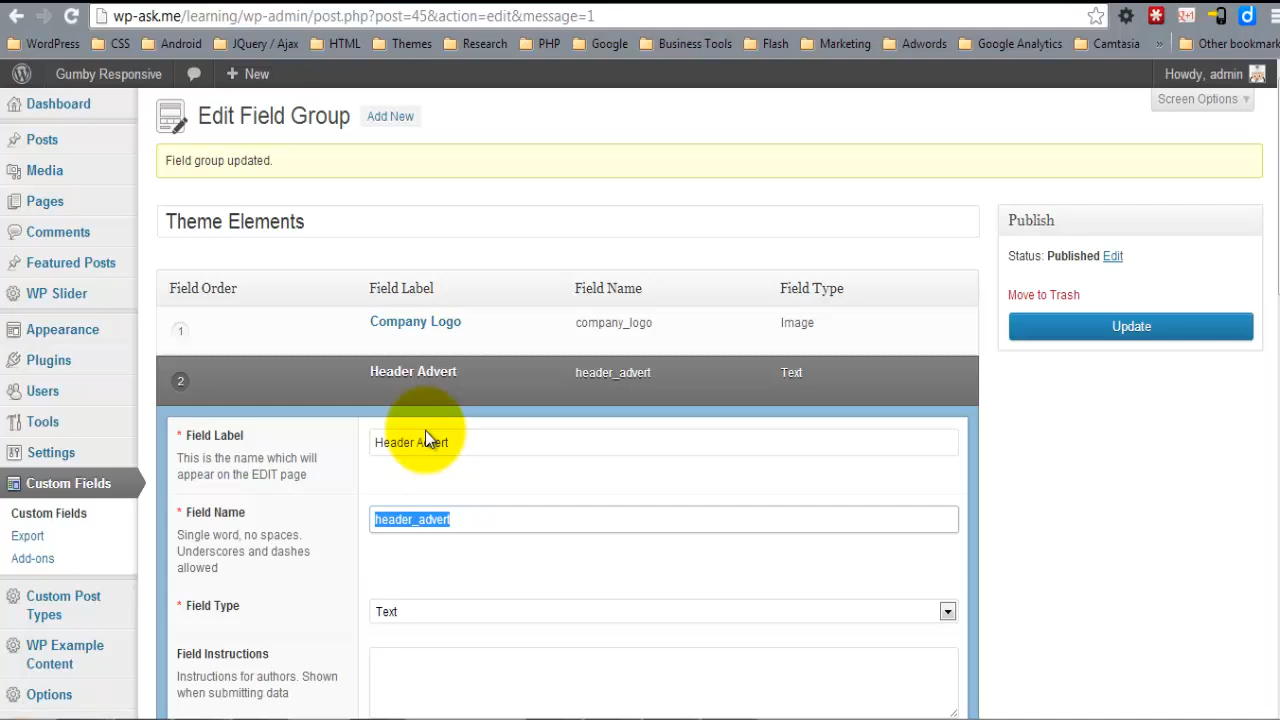 wp-ask.me/learning/wp-admin/post.php?post=45&action=edit&message=1
WordPress CSS Android JQuery / Ajax HTML Themes Research PHP Google Business Tools Flash Marketing Adwords Google Analytics Camtasia » Other bookmark
Gumby Responsive + New Howdy, admin
Screen Options
Dashboard
Posts
Media
Pages
Comments
Featured Posts
WP Slider
Appearance
Plugins
Users
Tools
Settings
Custom Fields
Custom Fields
Export
Add-ons
Custom Post
Types
WP Example
Content
Options
Edit Field Group Add New
Field group updated.
Theme Elements
Field Order Field Label Field Name Field Type
1 Company Logo company_logo Image
2 Header Advert header_advert Text
* Field Label
This is the name which will
appear on the EDIT page
Header Advert
* Field Name
Single word, no spaces.
Underscores and dashes
allowed
header_advert
* Field Type
Text
Field Instructions
Instructions for authors. Shown
when submitting data
Publish
Status: Published Edit
Move to Trash
Update